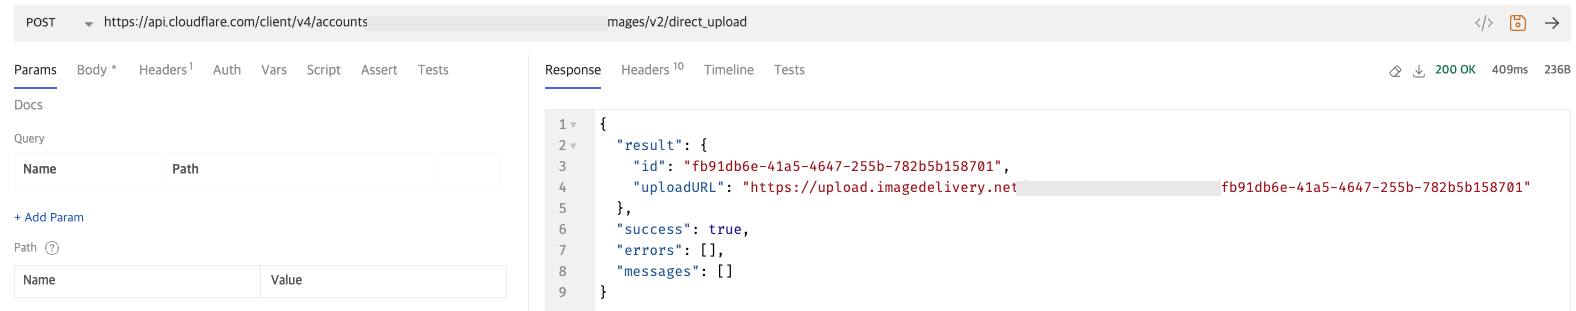 POST https://api.cloudflare.com/client/v4/accounts mages/v2/direct_upload </>
Params Body * Headers 1 Auth Vars Script Assert Tests
Docs
Query
Name Path
+ Add Param
Path ?
Name Value
Response Headers 10 Timeline Tests 200 OK 409ms 236B
1 {
2 "result": {
3 "id": "fb91db6e-41a5-4647-255b-782b5b158701",
4 "uploadURL": "https://upload.imagedelivery.net fb91db6e-41a5-4647-255b-782b5b158701"
5 },
6 "success": true,
7 "errors": [],
8 "messages": []
9 }